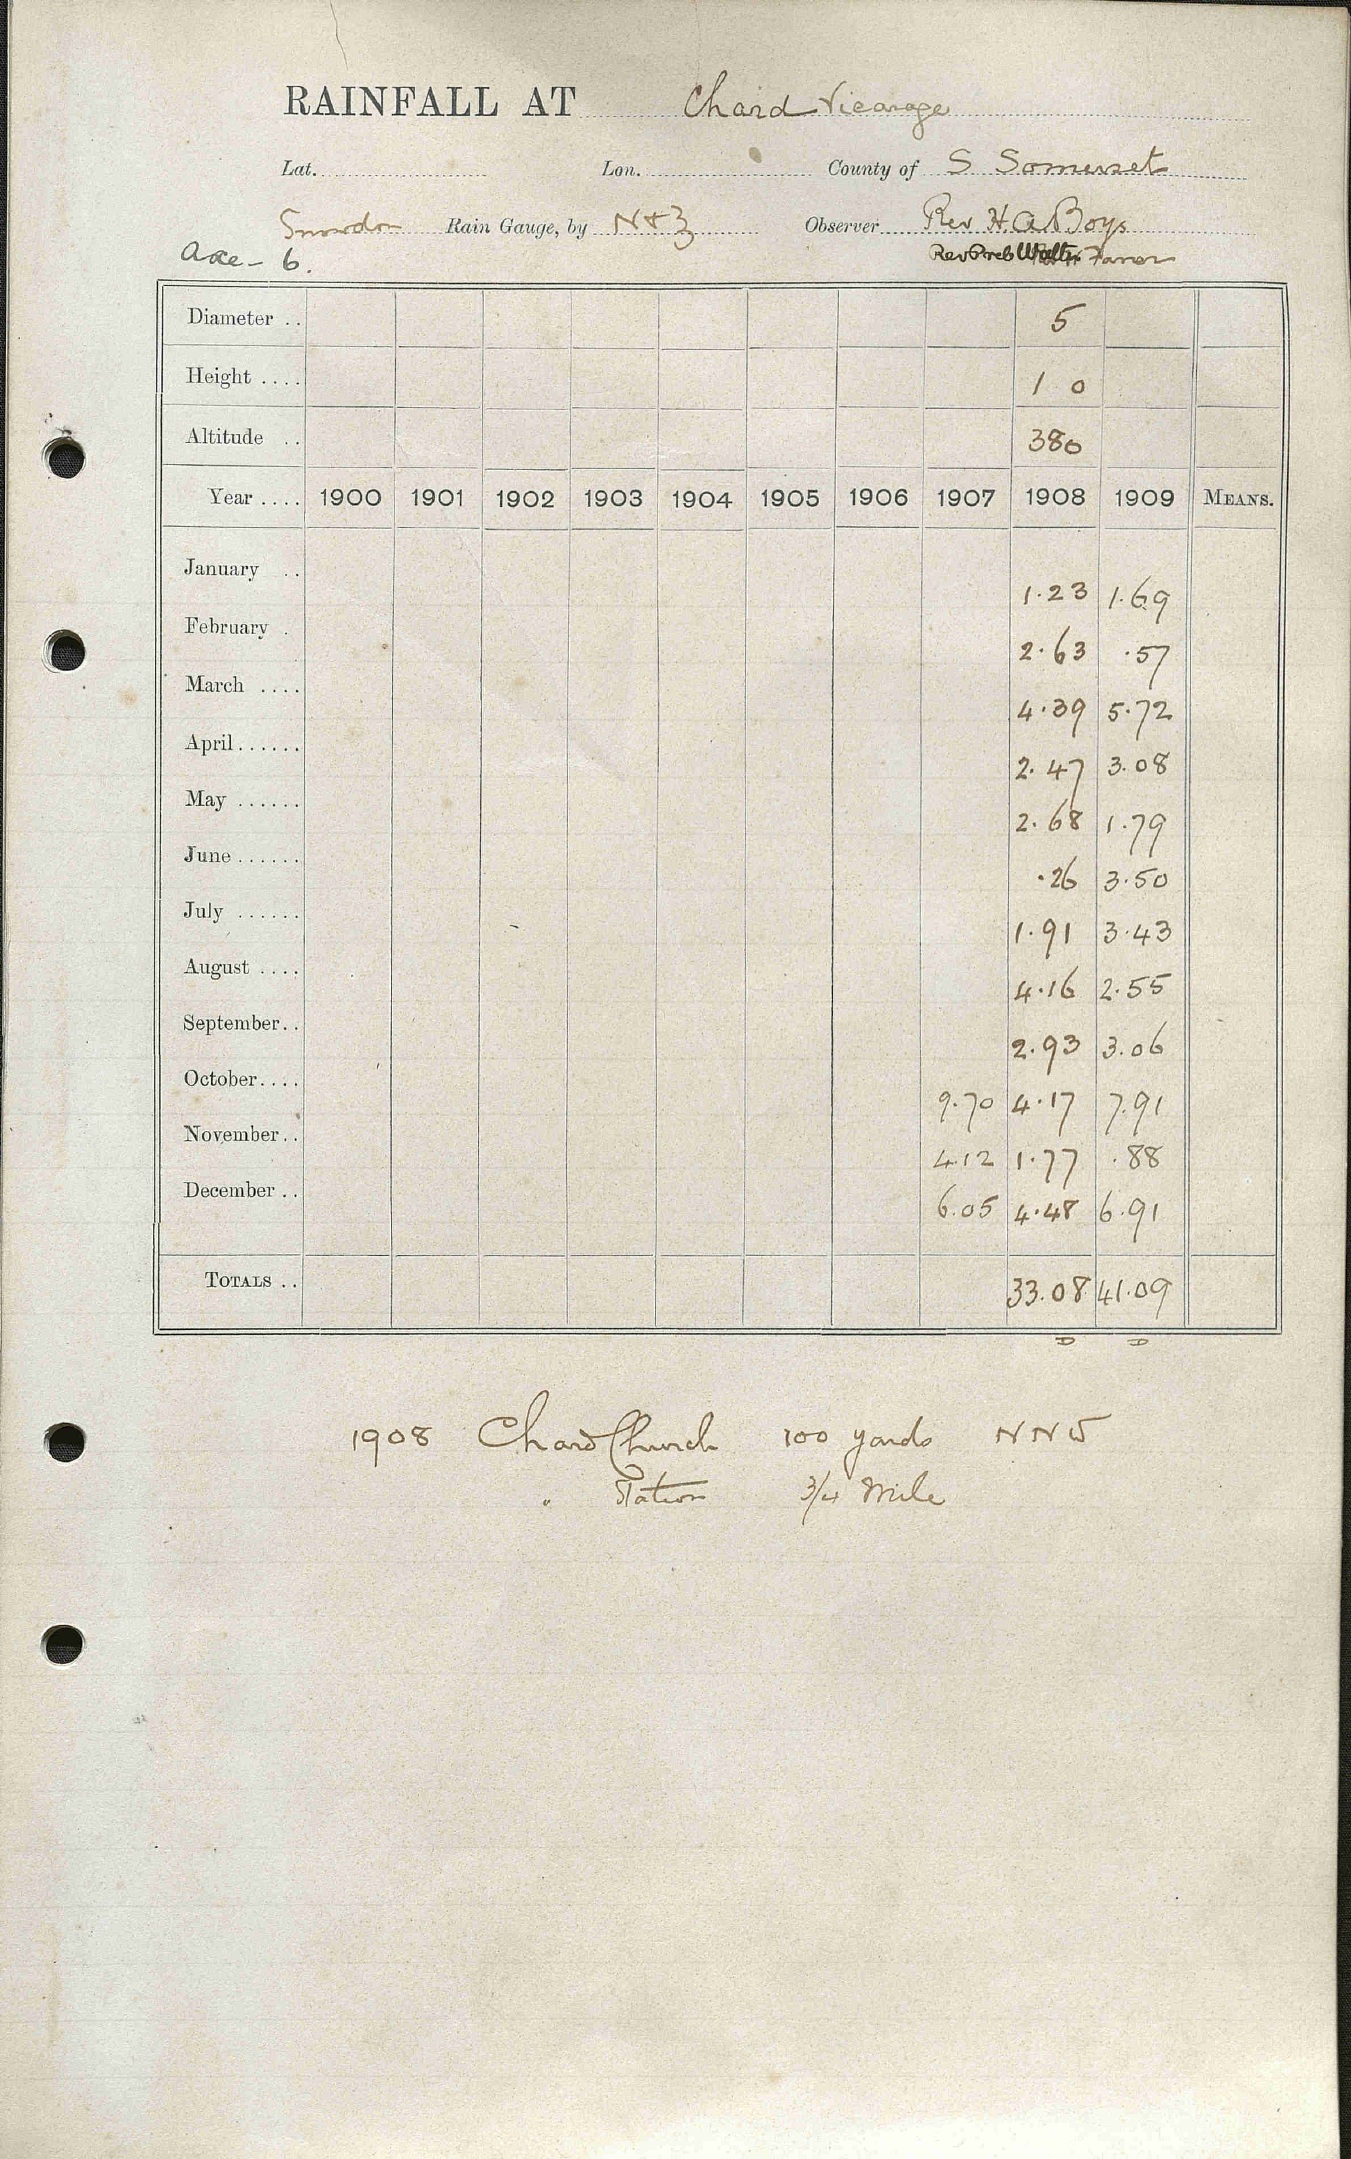 RAINFALL AT Chard Vicarage
Lat. Lon. County of S Somerset
Snowdon Rain Gauge, by N & Z Observer Rev H A Boys
Axe - 6. Rev Preb Farrer
Diameter .. 5
Height .... 1 0
Altitude .. 380
Year .... 1900 1901 1902 1903 1904 1905 1906 1907 1908 1909 MEANS.
January ..
1.23 1.69
February .
2.63 .57
March ....
4.39 5.72
April......
2.47 3.08
May ......
2.68 1.79
June ......
.26 3.50
July ......
1.91 3.43
August ....
4.16 2.55
September..
2.93 3.06
October....
9.70 4.17 7.91
November..
4.12 1.77 .88
December ..
6.05 4.48 6.91
TOTALS .. 33.08 41.09
D D
1908 Chard Church 100 yards NNW
" Station 3/4 Mile